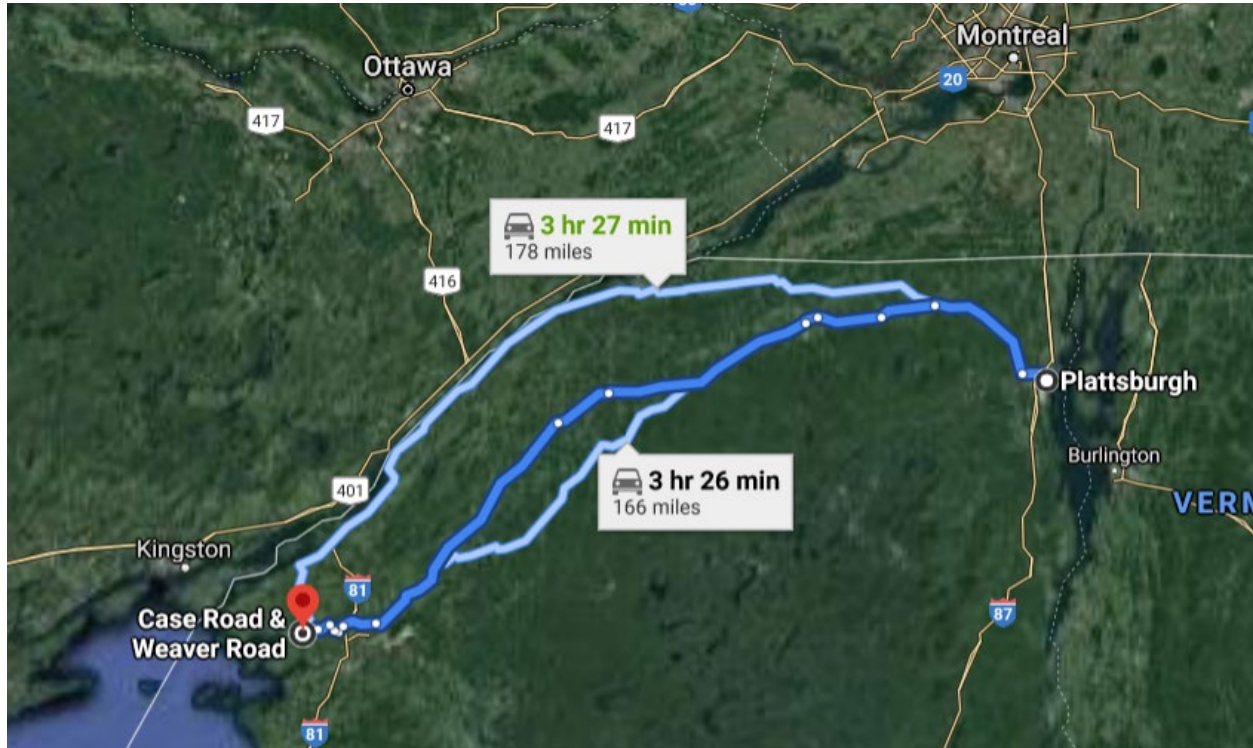 Montreal
Ottawa
20
417
417
3 hr 27 min
178 miles
416
Plattsburgh
Burlington
3 hr 26 min
166 miles
401
VERM
Kingston
81
87
Case Road &
Weaver Road
81